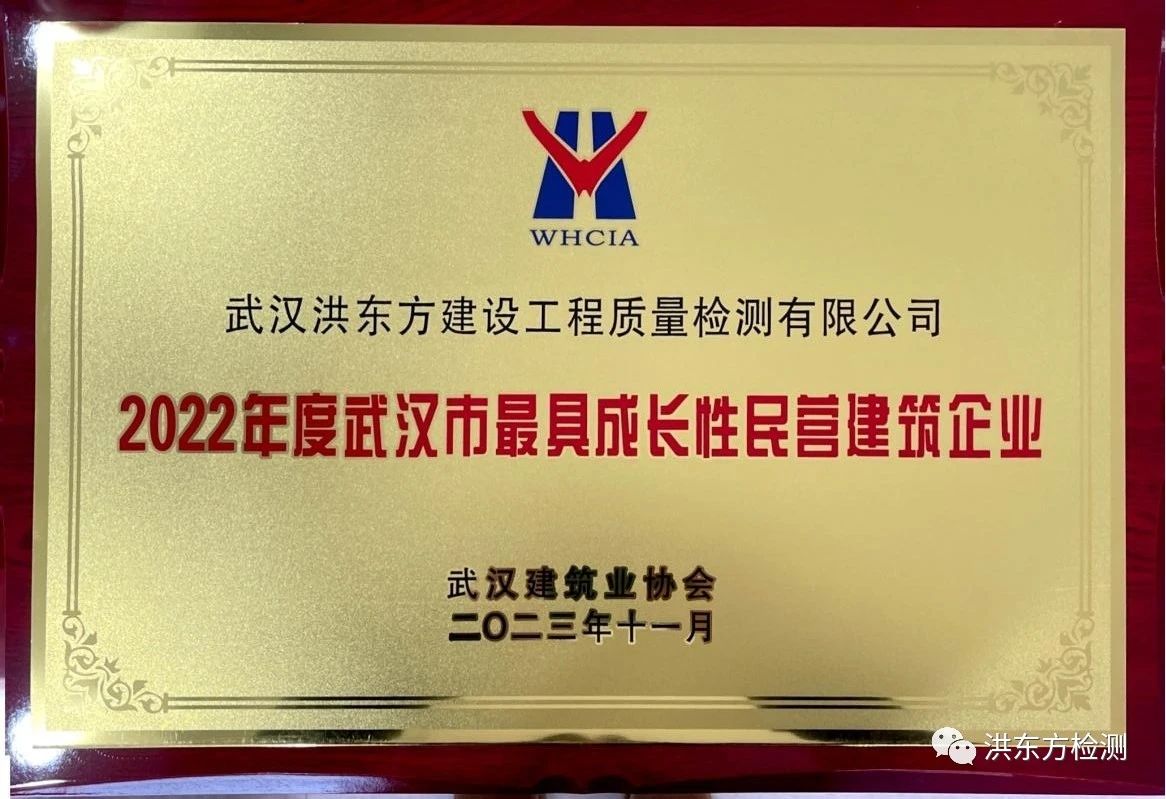 WHCIA
武汉洪东方建设工程质量检测有限公司
2022年度武汉市最具成长性民营建筑企业
武汉建筑业协会
二〇二三年十一月
洪东方检测